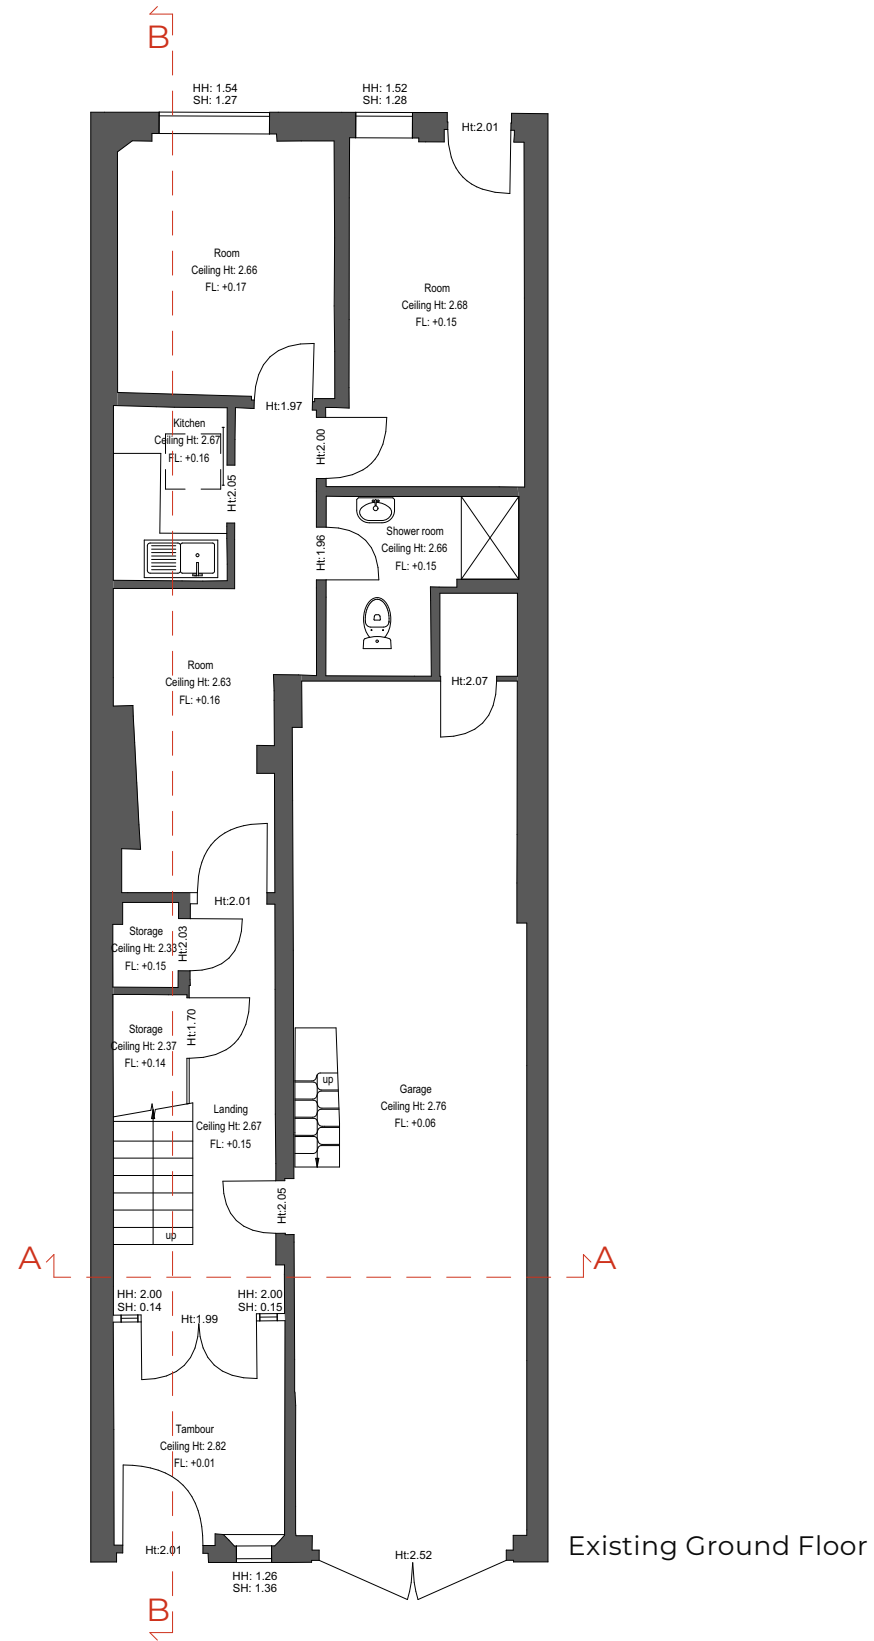 B
HH: 1.54
SH: 1.27
HH: 1.52
SH: 1.28
Ht:2.01
Room
Ceiling Ht: 2.66
FL: +0.17
Room
Ceiling Ht: 2.68
FL: +0.15
Ht:1.97
Kitchen
Ceiling Ht: 2.67
FL: +0.16
Ht:2.00
Ht:2.05
Shower room
Ceiling Ht: 2.66
FL: +0.15
Ht:1.96
Room
Ceiling Ht: 2.63
FL: +0.16
Ht:2.07
Ht:2.01
Storage
Ceiling Ht: 2.33
FL: +0.15
Ht:2.03
Storage
Ceiling Ht: 2.37
FL: +0.14
Ht:1.70
up
Garage
Ceiling Ht: 2.76
FL: +0.06
Landing
Ceiling Ht: 2.67
FL: +0.15
Ht:2.05
up
A
A
HH: 2.00
SH: 0.14
HH: 2.00
SH: 0.15
Ht:1.99
Tambour
Ceiling Ht: 2.82
FL: +0.01
Ht:2.01
Ht:2.52
Existing Ground Floor
HH: 1.26
SH: 1.36
B